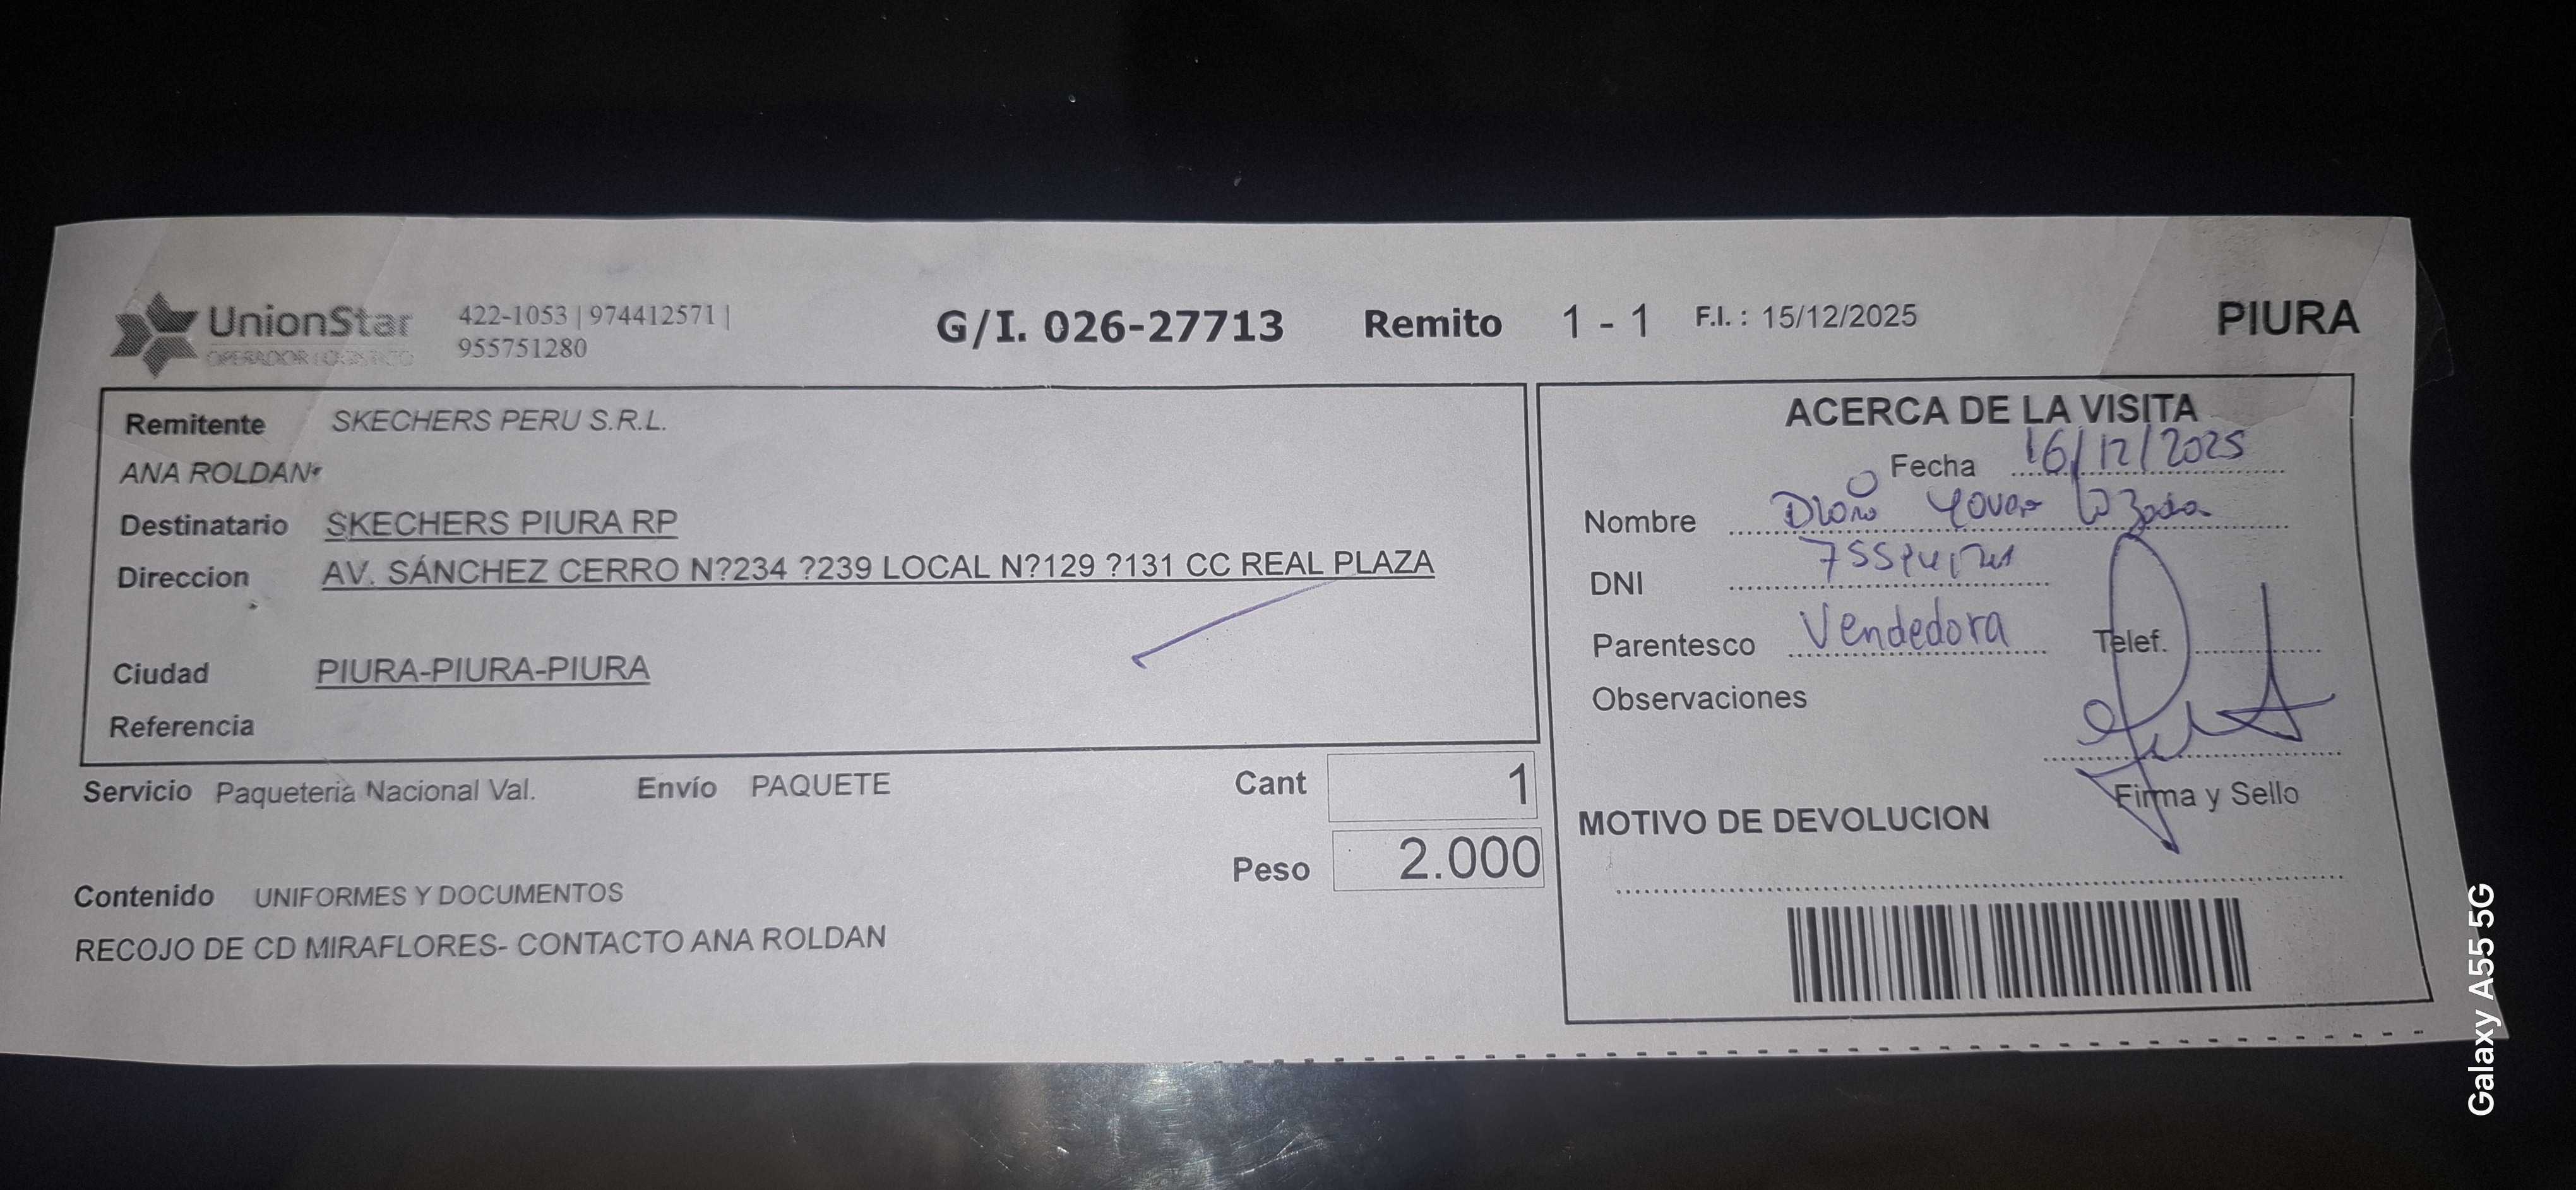 UnionStar
OPERADOR LOGISTICO
422-1053 | 974412571 |
955751280
G/I. 026-27713 Remito 1 - 1 F.I. : 15/12/2025 PIURA
Remitente SKECHERS PERU S.R.L.
ANA ROLDAN
Destinatario SKECHERS PIURA RP
Direccion AV. SÁNCHEZ CERRO N?234 ?239 LOCAL N?129 ?131 CC REAL PLAZA
Ciudad PIURA-PIURA-PIURA
Referencia
Servicio Paqueteria Nacional Val. Envío PAQUETE
Cant 1
Peso 2.000
Contenido UNIFORMES Y DOCUMENTOS
RECOJO DE CD MIRAFLORES- CONTACTO ANA ROLDAN
ACERCA DE LA VISITA
Fecha 16/12/2025
Nombre
DNI
Parentesco Vendedora Telef.
Observaciones
Firma y Sello
MOTIVO DE DEVOLUCION
Galaxy A55 5G